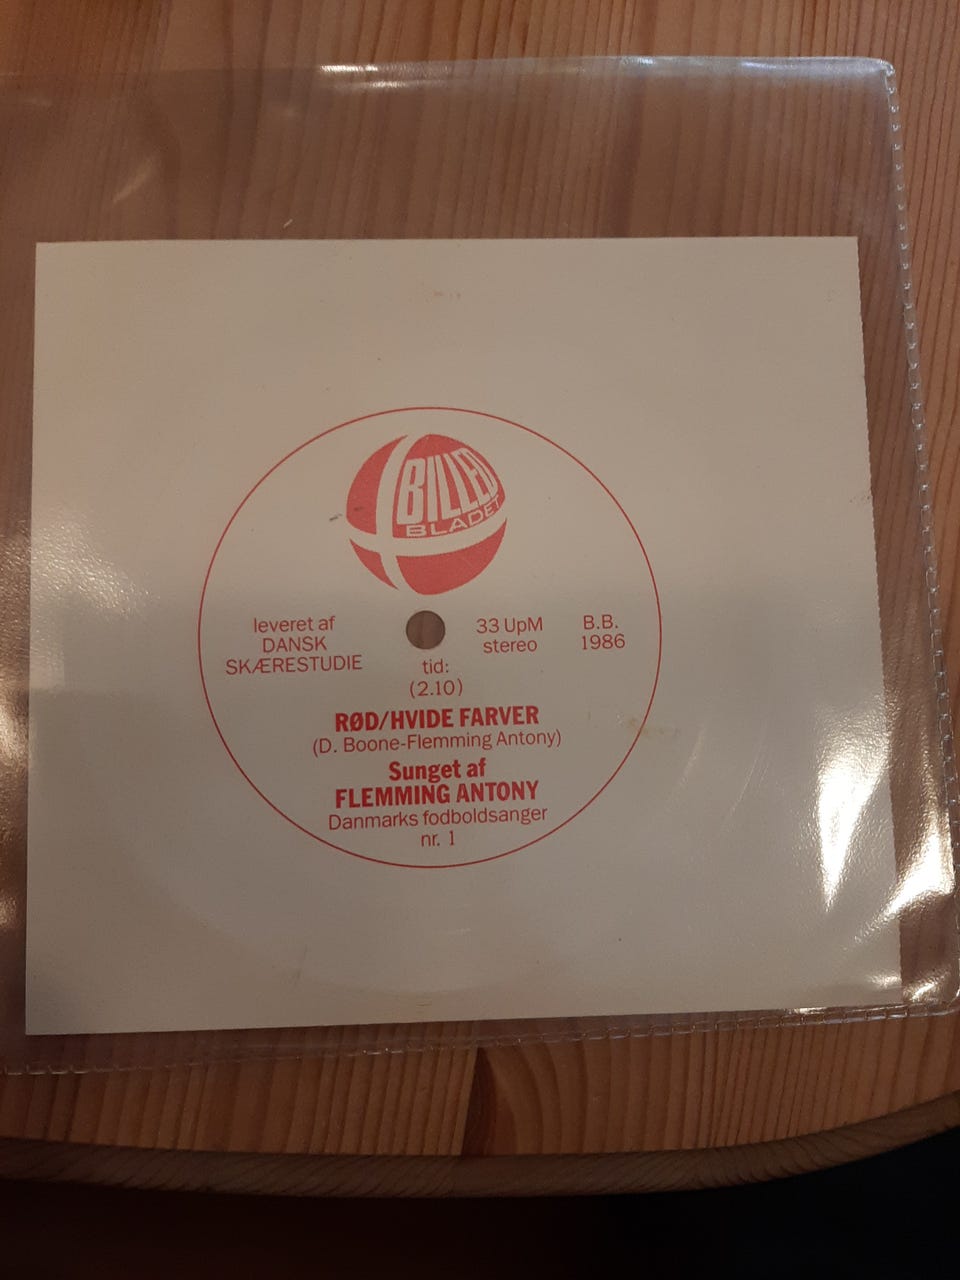 BILLED
BLADET
leveret af
DANSK
SKÆRESTUDIE
33 UpM
stereo
B.B.
1986
tid:
(2.10)
RØD/HVIDE FARVER
(D. Boone-Flemming Antony)
Sunget af
FLEMMING ANTONY
Danmarks fodboldsanger
nr. 1